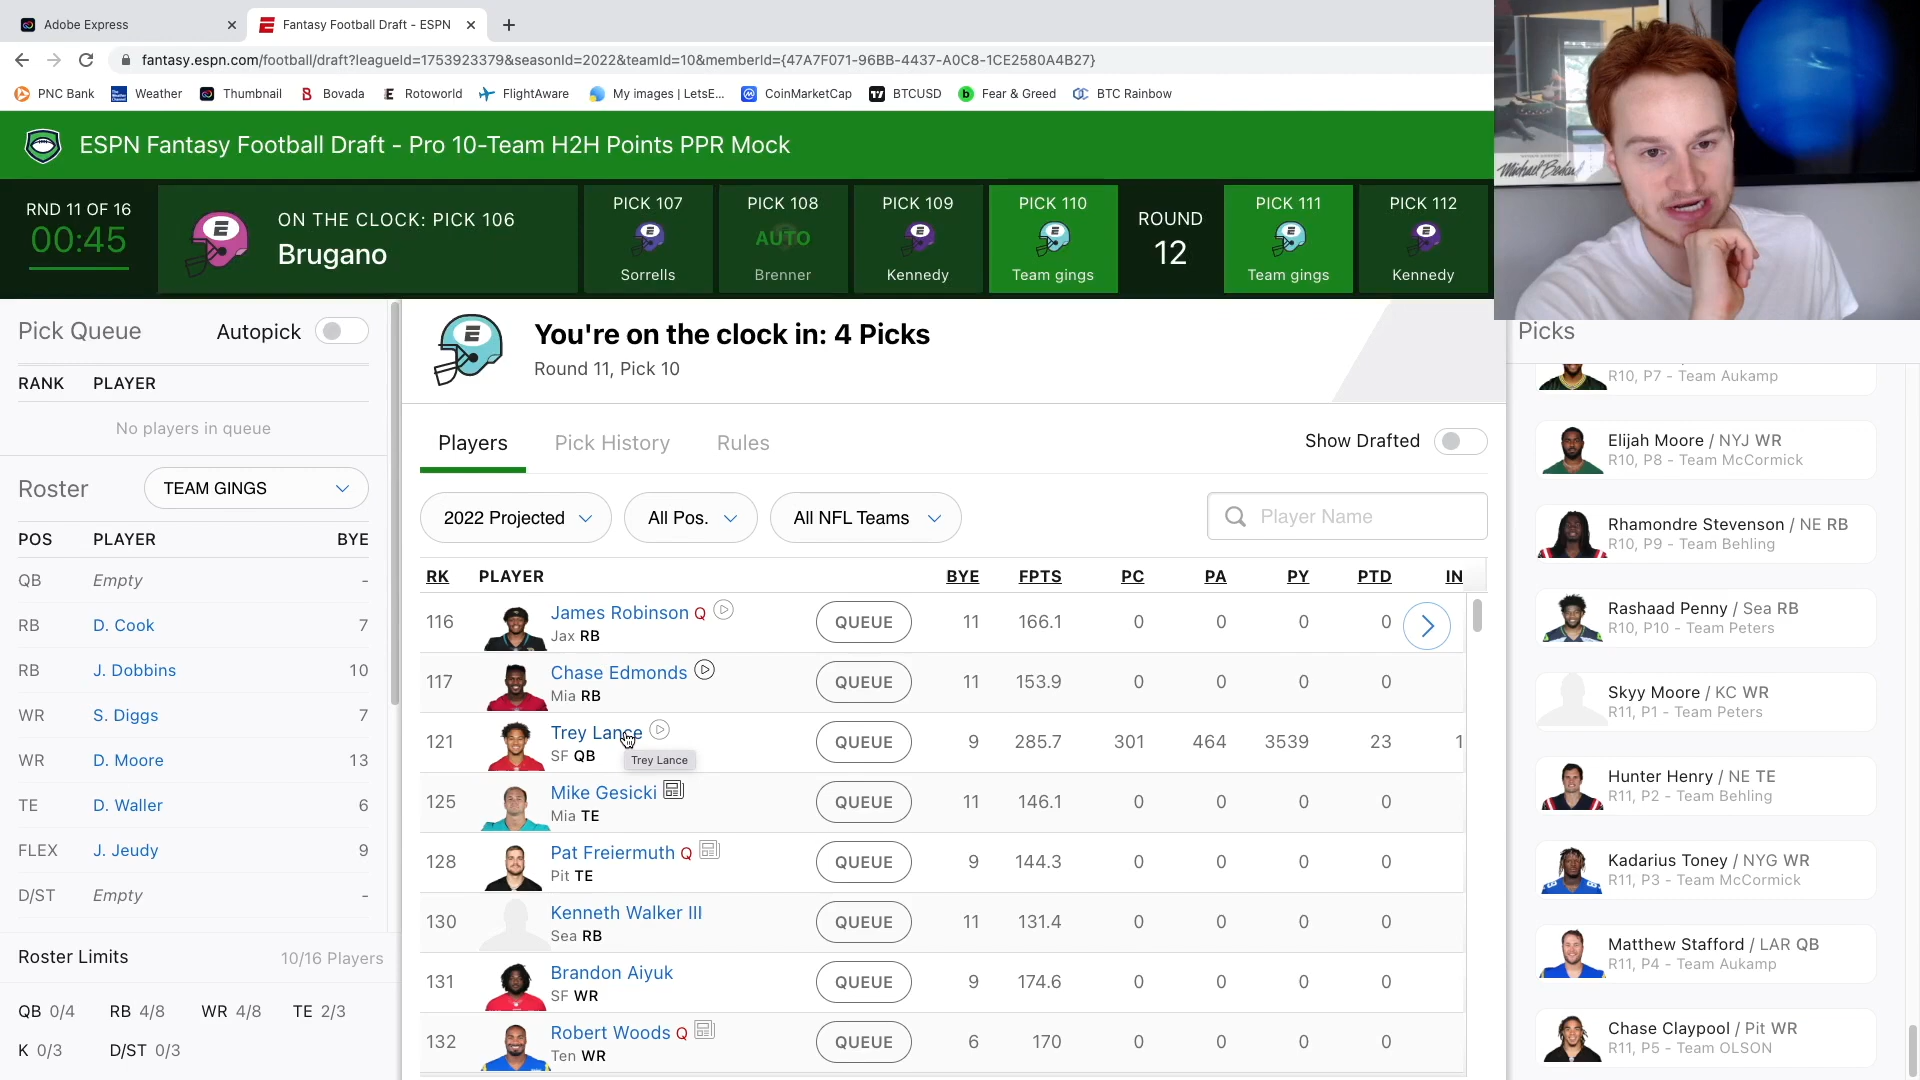 Adobe Express
Fantasy Football Draft - ESPN
fantasy.espn.com/football/draft?leagueId=1753923379&seasonId=2022&teamId=10&memberId={47A7F071-96BB-4437-A0C8-1CE2580A4B27}
PNC Bank Weather Thumbnail Bovada Rotoworld FlightAware My images | LetsE... CoinMarketCap BTCUSD Fear & Greed BTC Rainbow
ESPN Fantasy Football Draft - Pro 10-Team H2H Points PPR Mock
RND 11 OF 16
00:45
ON THE CLOCK: PICK 106
Brugano
PICK 107
Sorrells
PICK 108
AUTO
Brenner
PICK 109
Kennedy
PICK 110
Team gings
ROUND
12
PICK 111
Team gings
PICK 112
Kennedy
Pick Queue Autopick
RANK PLAYER
No players in queue
Roster TEAM GINGS
POS PLAYER BYE
QB Empty -
RB D. Cook 7
RB J. Dobbins 10
WR S. Diggs 7
WR D. Moore 13
TE D. Waller 6
FLEX J. Jeudy 9
D/ST Empty -
Roster Limits 10/16 Players
QB 0/4 RB 4/8 WR 4/8 TE 2/3
K 0/3 D/ST 0/3
You're on the clock in: 4 Picks
Round 11, Pick 10
Players Pick History Rules Show Drafted
2022 Projected All Pos. All NFL Teams Player Name
RK PLAYER BYE FPTS PC PA PY PTD IN
116 James Robinson Q QUEUE 11 166.1 0 0 0 0
Jax RB
117 Chase Edmonds QUEUE 11 153.9 0 0 0 0
Mia RB
121 Trey Lance QUEUE 9 285.7 301 464 3539 23 1
SF QB
Trey Lance
125 Mike Gesicki QUEUE 11 146.1 0 0 0 0
Mia TE
128 Pat Freiermuth Q QUEUE 9 144.3 0 0 0 0
Pit TE
130 Kenneth Walker III QUEUE 11 131.4 0 0 0 0
Sea RB
131 Brandon Aiyuk QUEUE 9 174.6 0 0 0 0
SF WR
132 Robert Woods Q QUEUE 6 170 0 0 0 0
Ten WR
Picks
R10, P7 - Team Aukamp
Elijah Moore / NYJ WR
R10, P8 - Team McCormick
Rhamondre Stevenson / NE RB
R10, P9 - Team Behling
Rashaad Penny / Sea RB
R10, P10 - Team Peters
Skyy Moore / KC WR
R11, P1 - Team Peters
Hunter Henry / NE TE
R11, P2 - Team Behling
Kadarius Toney / NYG WR
R11, P3 - Team McCormick
Matthew Stafford / LAR QB
R11, P4 - Team Aukamp
Chase Claypool / Pit WR
R11, P5 - Team OLSON